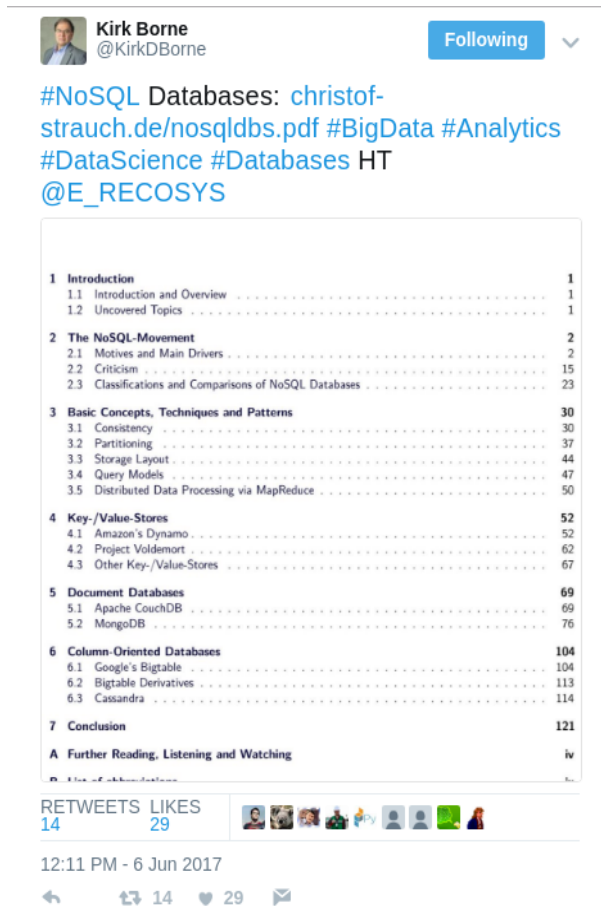 Kirk Borne
@KirkDBorne
Following
#NoSQL Databases: christof-
strauch.de/nosqldbs.pdf #BigData #Analytics
#DataScience #Databases HT
@E_RECOSYS
1 Introduction 1
1.1 Introduction and Overview . . . . . . . . . . . . . . . . . . . . 1
1.2 Uncovered Topics . . . . . . . . . . . . . . . . . . . . 1
2 The NoSQL-Movement 2
2.1 Motives and Main Drivers . . . . . . . . . . . . . . . . . . . . 2
2.2 Criticism . . . . . . . . . . . . . . . . . . . . 15
2.3 Classifications and Comparisons of NoSQL Databases . . . . . . . . . . . . . . . . . . . . 23
3 Basic Concepts, Techniques and Patterns 30
3.1 Consistency . . . . . . . . . . . . . . . . . . . . 30
3.2 Partitioning . . . . . . . . . . . . . . . . . . . . 37
3.3 Storage Layout . . . . . . . . . . . . . . . . . . . . 44
3.4 Query Models . . . . . . . . . . . . . . . . . . . . 47
3.5 Distributed Data Processing via MapReduce . . . . . . . . . . . . . . . . . . . . 50
4 Key-/Value-Stores 52
4.1 Amazon's Dynamo . . . . . . . . . . . . . . . . . . . . 52
4.2 Project Voldemort . . . . . . . . . . . . . . . . . . . . 62
4.3 Other Key-/Value-Stores . . . . . . . . . . . . . . . . . . . . 67
5 Document Databases 69
5.1 Apache CouchDB . . . . . . . . . . . . . . . . . . . . 69
5.2 MongoDB . . . . . . . . . . . . . . . . . . . . 76
6 Column-Oriented Databases 104
6.1 Google's Bigtable . . . . . . . . . . . . . . . . . . . . 104
6.2 Bigtable Derivatives . . . . . . . . . . . . . . . . . . . . 113
6.3 Cassandra . . . . . . . . . . . . . . . . . . . . 114
7 Conclusion 121
A Further Reading, Listening and Watching iv
B List of abbreviations
RETWEETS LIKES
14 29
12:11 PM - 6 Jun 2017
14 29